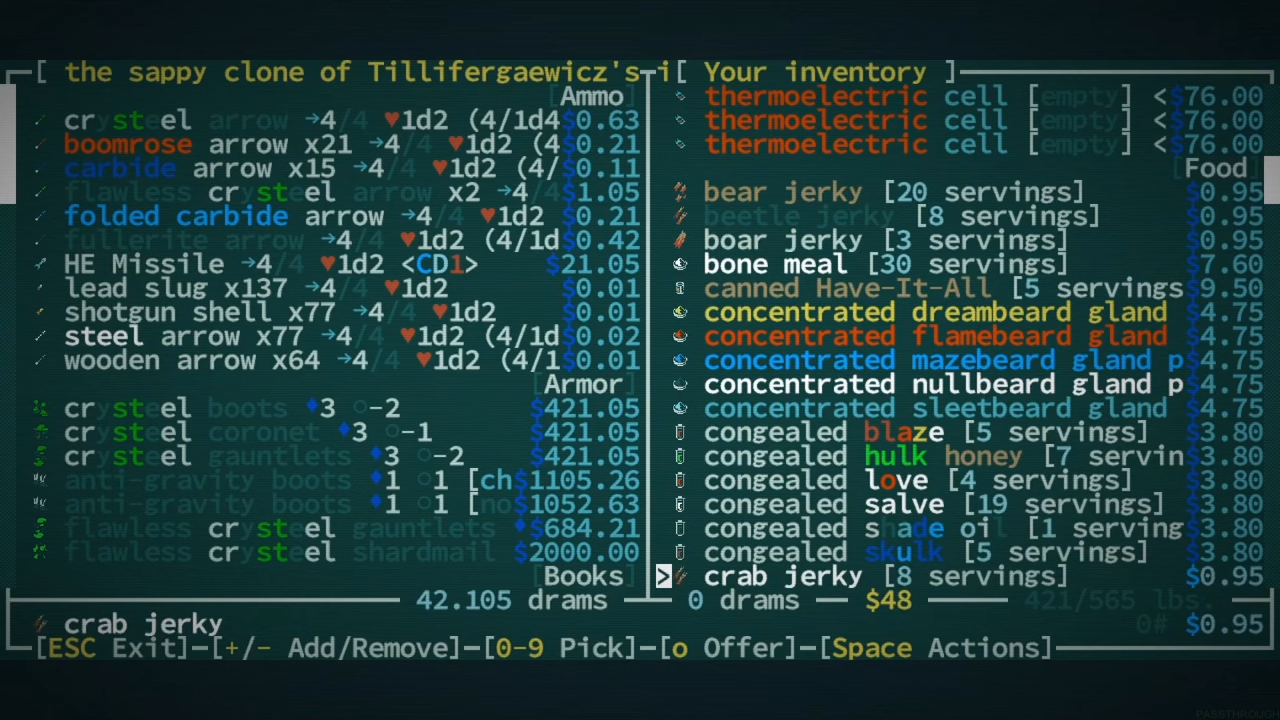 [ the sappy clone of Tillifergaewicz's i
[Ammo]
crysteel arrow →4/4 ♥1d2 (4/1d4 $0.63
boomrose arrow x21 →4/4 ♥1d2 (4 $0.21
carbide arrow x15 →4/4 ♥1d2 (4/ $0.11
flawless crysteel arrow x2 →4/4 $1.05
folded carbide arrow →4/4 ♥1d2 $0.21
fullerite arrow →4/4 ♥1d2 (4/1d $0.42
HE Missile →4/4 ♥1d2 <CD1> $21.05
lead slug x137 →4/4 ♥1d2 $0.01
shotgun shell x77 →4/4 ♥1d2 $0.01
steel arrow x77 →4/4 ♥1d2 (4/1d $0.02
wooden arrow x64 →4/4 ♥1d2 (4/1 $0.01
[Armor]
crysteel boots ♦3 ○-2 $421.05
crysteel coronet ♦3 ○-1 $421.05
crysteel gauntlets ♦3 ○-2 $421.05
anti-gravity boots ♦1 ○1 [ch $1105.26
anti-gravity boots ♦1 ○1 [no $1052.63
flawless crysteel gauntlets ♦ $684.21
flawless crysteel shardmail $2000.00
[Books]
42.105 drams
[ Your inventory ]
thermoelectric cell [empty] < $76.00
thermoelectric cell [empty] < $76.00
thermoelectric cell [empty] < $76.00
[Food]
bear jerky [20 servings] $0.95
beetle jerky [8 servings] $0.95
boar jerky [3 servings] $0.95
bone meal [30 servings] $7.60
canned Have-It-All [5 servings $9.50
concentrated dreambeard gland $4.75
concentrated flamebeard gland $4.75
concentrated mazebeard gland p $4.75
concentrated nullbeard gland p $4.75
concentrated sleetbeard gland $4.75
congealed blaze [5 servings] $3.80
congealed hulk honey [7 servin $3.80
congealed love [4 servings] $3.80
congealed salve [19 servings] $3.80
congealed shade oil [1 serving $3.80
congealed skulk [5 servings] $3.80
> crab jerky [8 servings] $0.95
0 drams $48 421/565 lbs.
crab jerky 0# $0.95
[ESC Exit]-[+/- Add/Remove]-[0-9 Pick]-[o Offer]-[Space Actions]